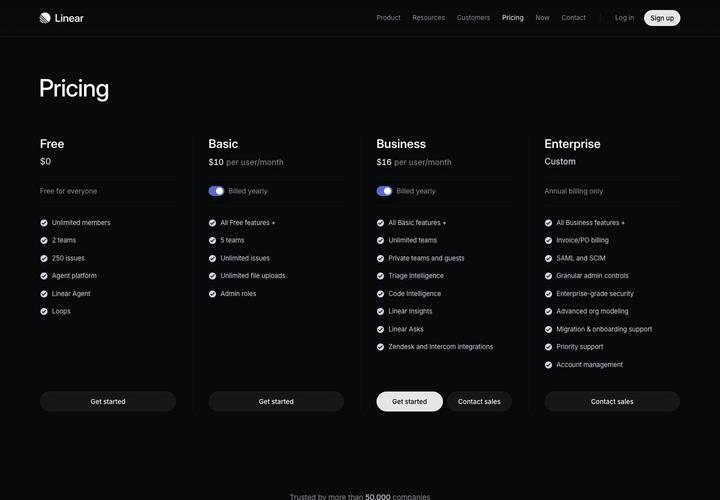 Linear
Product Resources Customers Pricing Now Contact Log in Sign up
Pricing
Free
$0
Free for everyone
Unlimited members
2 teams
250 issues
Agent platform
Linear Agent
Loops
Get started
Basic
$10 per user/month
Billed yearly
All Free features +
5 teams
Unlimited issues
Unlimited file uploads
Admin roles
Get started
Business
$16 per user/month
Billed yearly
All Basic features +
Unlimited teams
Private teams and guests
Triage Intelligence
Code Intelligence
Linear Insights
Linear Asks
Zendesk and Intercom integrations
Get started
Contact sales
Enterprise
Custom
Annual billing only
All Business features +
Invoice/PO billing
SAML and SCIM
Granular admin controls
Enterprise-grade security
Advanced org modeling
Migration & onboarding support
Priority support
Account management
Contact sales
Trusted by more than 50,000 companies